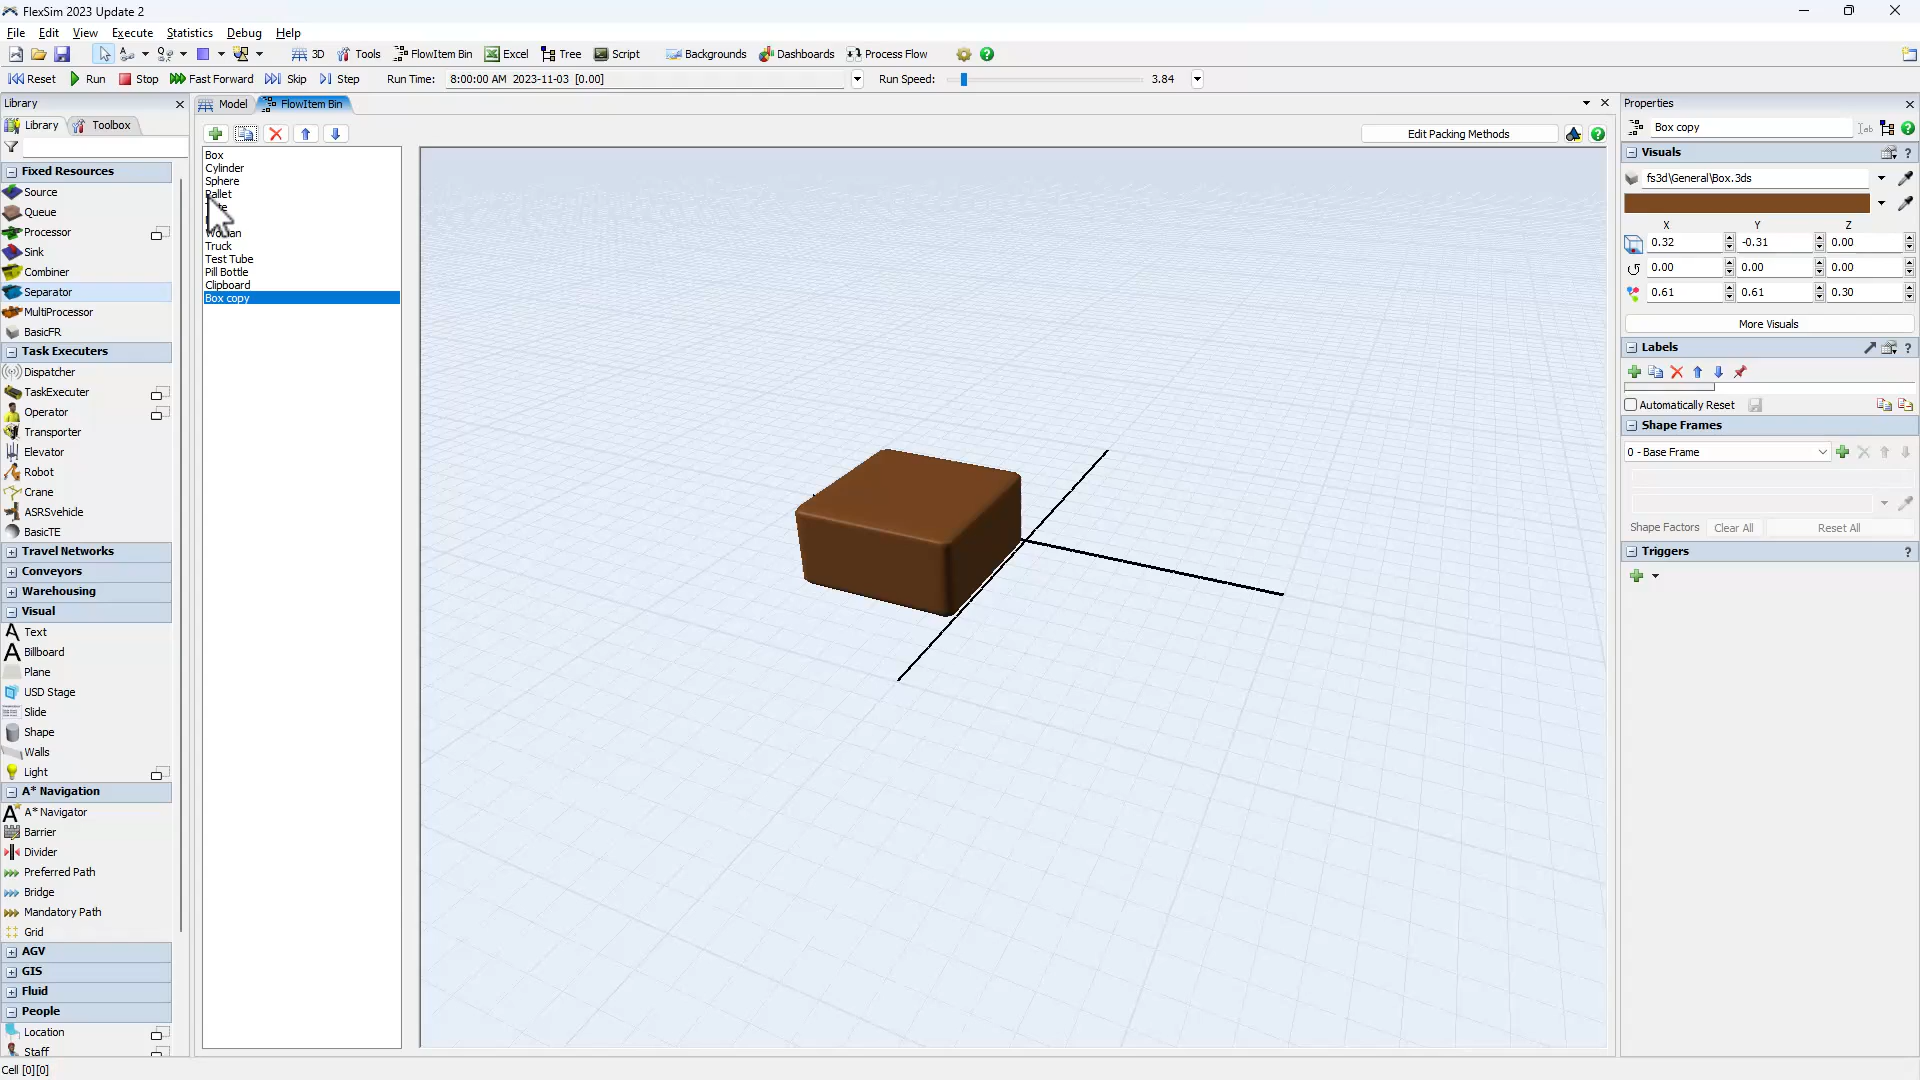 FlexSim 2023 Update 2
File Edit View Execute Statistics Debug Help
3D Tools FlowItem Bin Excel Tree Script Backgrounds Dashboards Process Flow
Reset Run Stop Fast Forward Skip Step Run Time: 8:00:00 AM 2023-11-03 [0.00] Run Speed: 3.84
Library
Library Toolbox
Fixed Resources
Source
Queue
Processor
Sink
Combiner
Separator
MultiProcessor
BasicFR
Task Executers
Dispatcher
TaskExecuter
Operator
Transporter
Elevator
Robot
Crane
ASRSvehicle
BasicTE
Travel Networks
Conveyors
Warehousing
Visual
Text
Billboard
Plane
USD Stage
Slide
Shape
Walls
Light
A* Navigation
A* Navigator
Barrier
Divider
Preferred Path
Bridge
Mandatory Path
Grid
AGV
GIS
Fluid
People
Location
Staff
Model FlowItem Bin
Edit Packing Methods
Box
Cylinder
Sphere
Pallet
Truck
Test Tube
Pill Bottle
Clipboard
Box copy
Properties
Box copy
Visuals
fs3d\General\Box.3ds
X Y Z
0.32 -0.31 0.00
0.00 0.00 0.00
0.61 0.61 0.30
More Visuals
Labels
Automatically Reset
Shape Frames
0 - Base Frame
Shape Factors Clear All Reset All
Triggers
Cell [0][0]